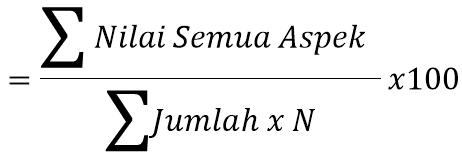 ∑ Nilai Semua Aspek
= x100
∑Jumlah x N